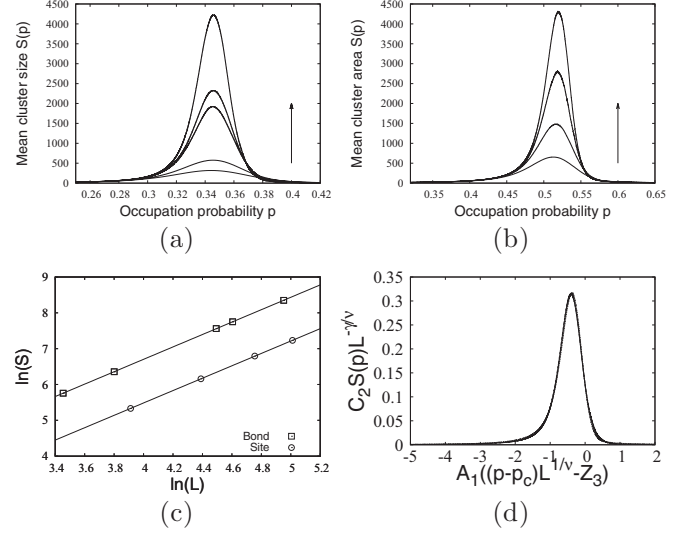 Mean cluster size S(p)
4500
4000
3500
3000
2500
2000
1500
1000
500
0
0.26 0.3 0.32 0.34 0.36 0.38 0.4 0.42
Occupation probability p
(a)
Mean cluster area S(p)
4500
4000
3500
3000
2500
2000
1500
1000
500
0
0.35 0.4 0.45 0.5 0.55 0.6 0.65
Occupation probability p
(b)
ln(S)
9
8
7
6
5
4
3.4 3.6 3.8 4 4.2 4.4 4.6 4.8 5 5.2
Bond
Site
ln(L)
(c)
C₂S(p)L^-γ/ν
0.35
0.3
0.25
0.2
0.15
0.1
0.05
0
-5 -4 -3 -2 -1 0 1 2
A₁((p-p_c)L^1/ν-Z₃)
(d)